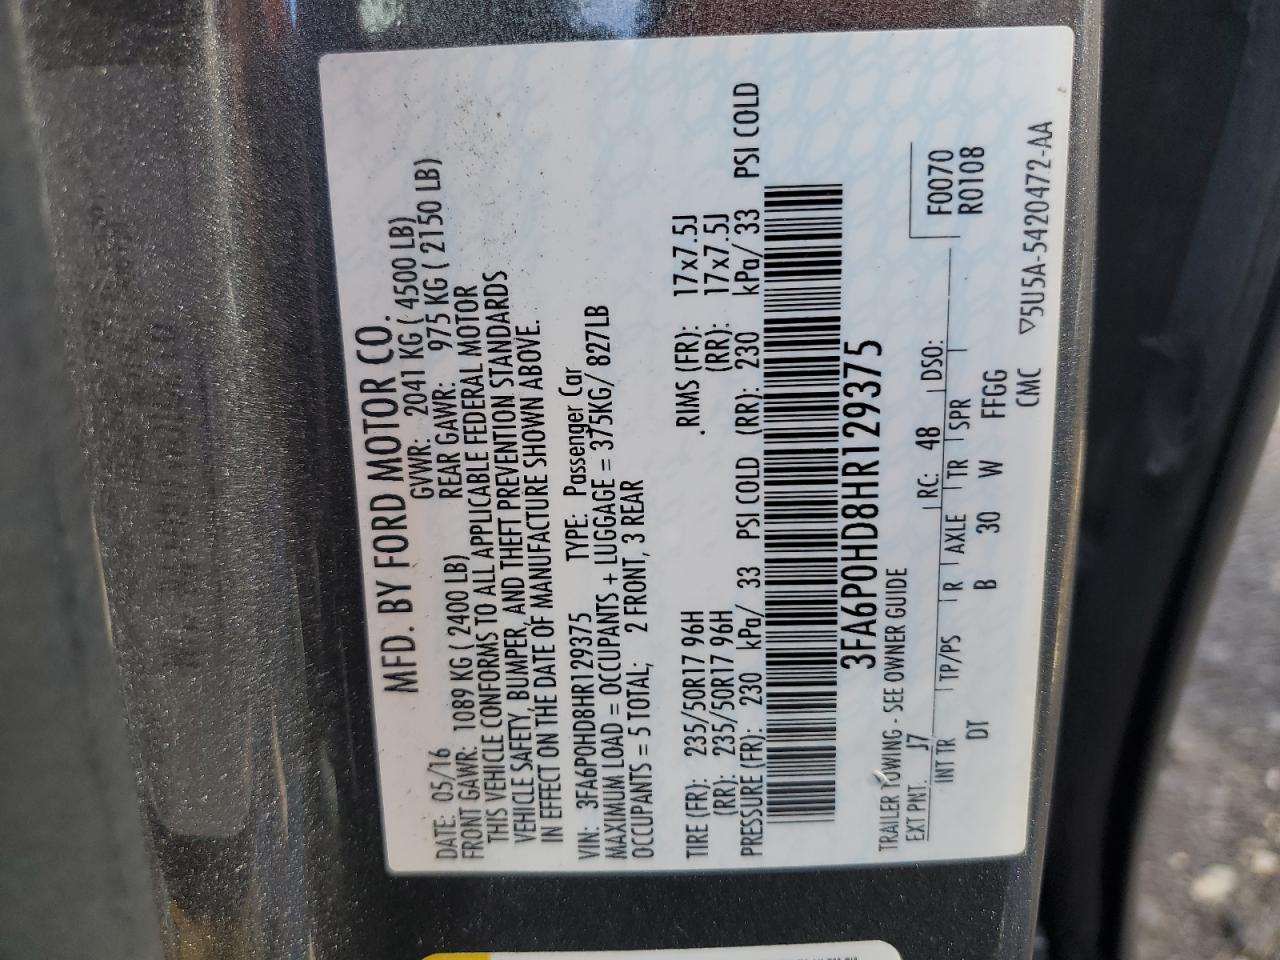 MFD. BY FORD MOTOR CO.
DATE: 05/16 GVWR: 2041 KG ( 4500 LB)
FRONT GAWR: 1089 KG ( 2400 LB) REAR GAWR: 975 KG ( 2150 LB)
THIS VEHICLE CONFORMS TO ALL APPLICABLE FEDERAL MOTOR
VEHICLE SAFETY, BUMPER, AND THEFT PREVENTION STANDARDS
IN EFFECT ON THE DATE OF MANUFACTURE SHOWN ABOVE.
VIN: 3FA6P0HD8HR129375 TYPE: Passenger Car
MAXIMUM LOAD = OCCUPANTS + LUGGAGE = 375KG/ 827LB
OCCUPANTS = 5 TOTAL; 2 FRONT, 3 REAR
TIRE (FR): 235/50R17 96H .RIMS (FR): 17x7.5J
(RR): 235/50R17 96H (RR): 17x7.5J
PRESSURE (FR): 230 kPa/ 33 PSI COLD (RR): 230 kPa/ 33 PSI COLD
3FA6P0HD8HR129375
TRAILER TOWING - SEE OWNER GUIDE
EXT PNT. J7 RC: 48 DSO: F0070
INT TR TP/PS R AXLE TR SPR R0108
DT B 30 W FFGG
CMC ▽5U5A-5420472-AA